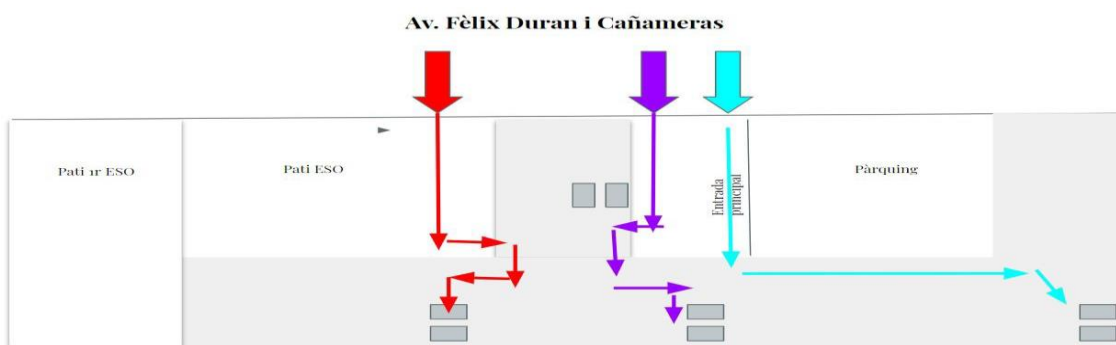 Av. Fèlix Duran i Cañameras
Pati 1r ESO
Pati ESO
Entrada
principal
Pàrquing